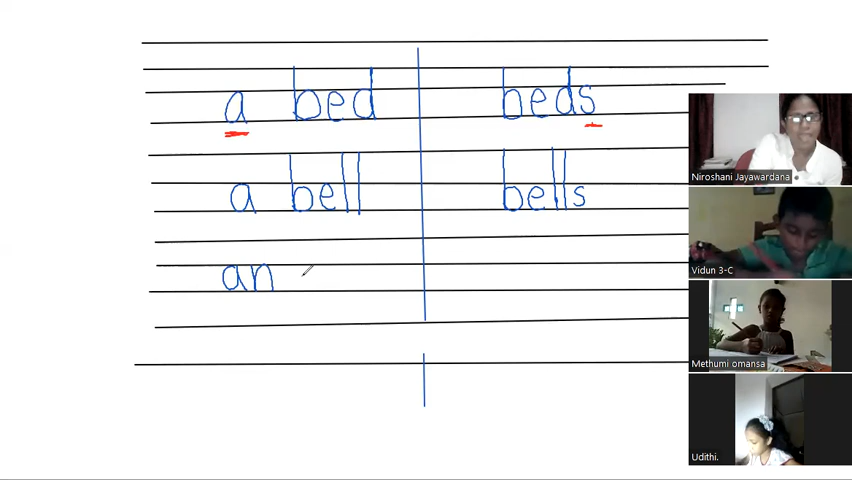 a bed beds
a bell bells
an
Niroshani Jayawardana
Vidun 3-C
Methumi omansa
Udithi.